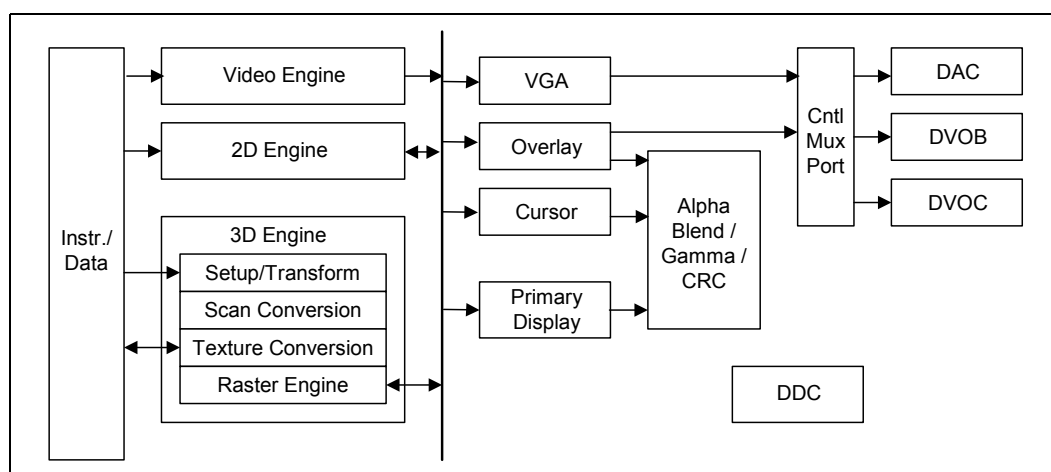 Instr./
Data
Video Engine
2D Engine
3D Engine
Setup/Transform
Scan Conversion
Texture Conversion
Raster Engine
VGA
Overlay
Cursor
Primary
Display
Alpha
Blend /
Gamma /
CRC
Cntl
Mux
Port
DAC
DVOB
DVOC
DDC